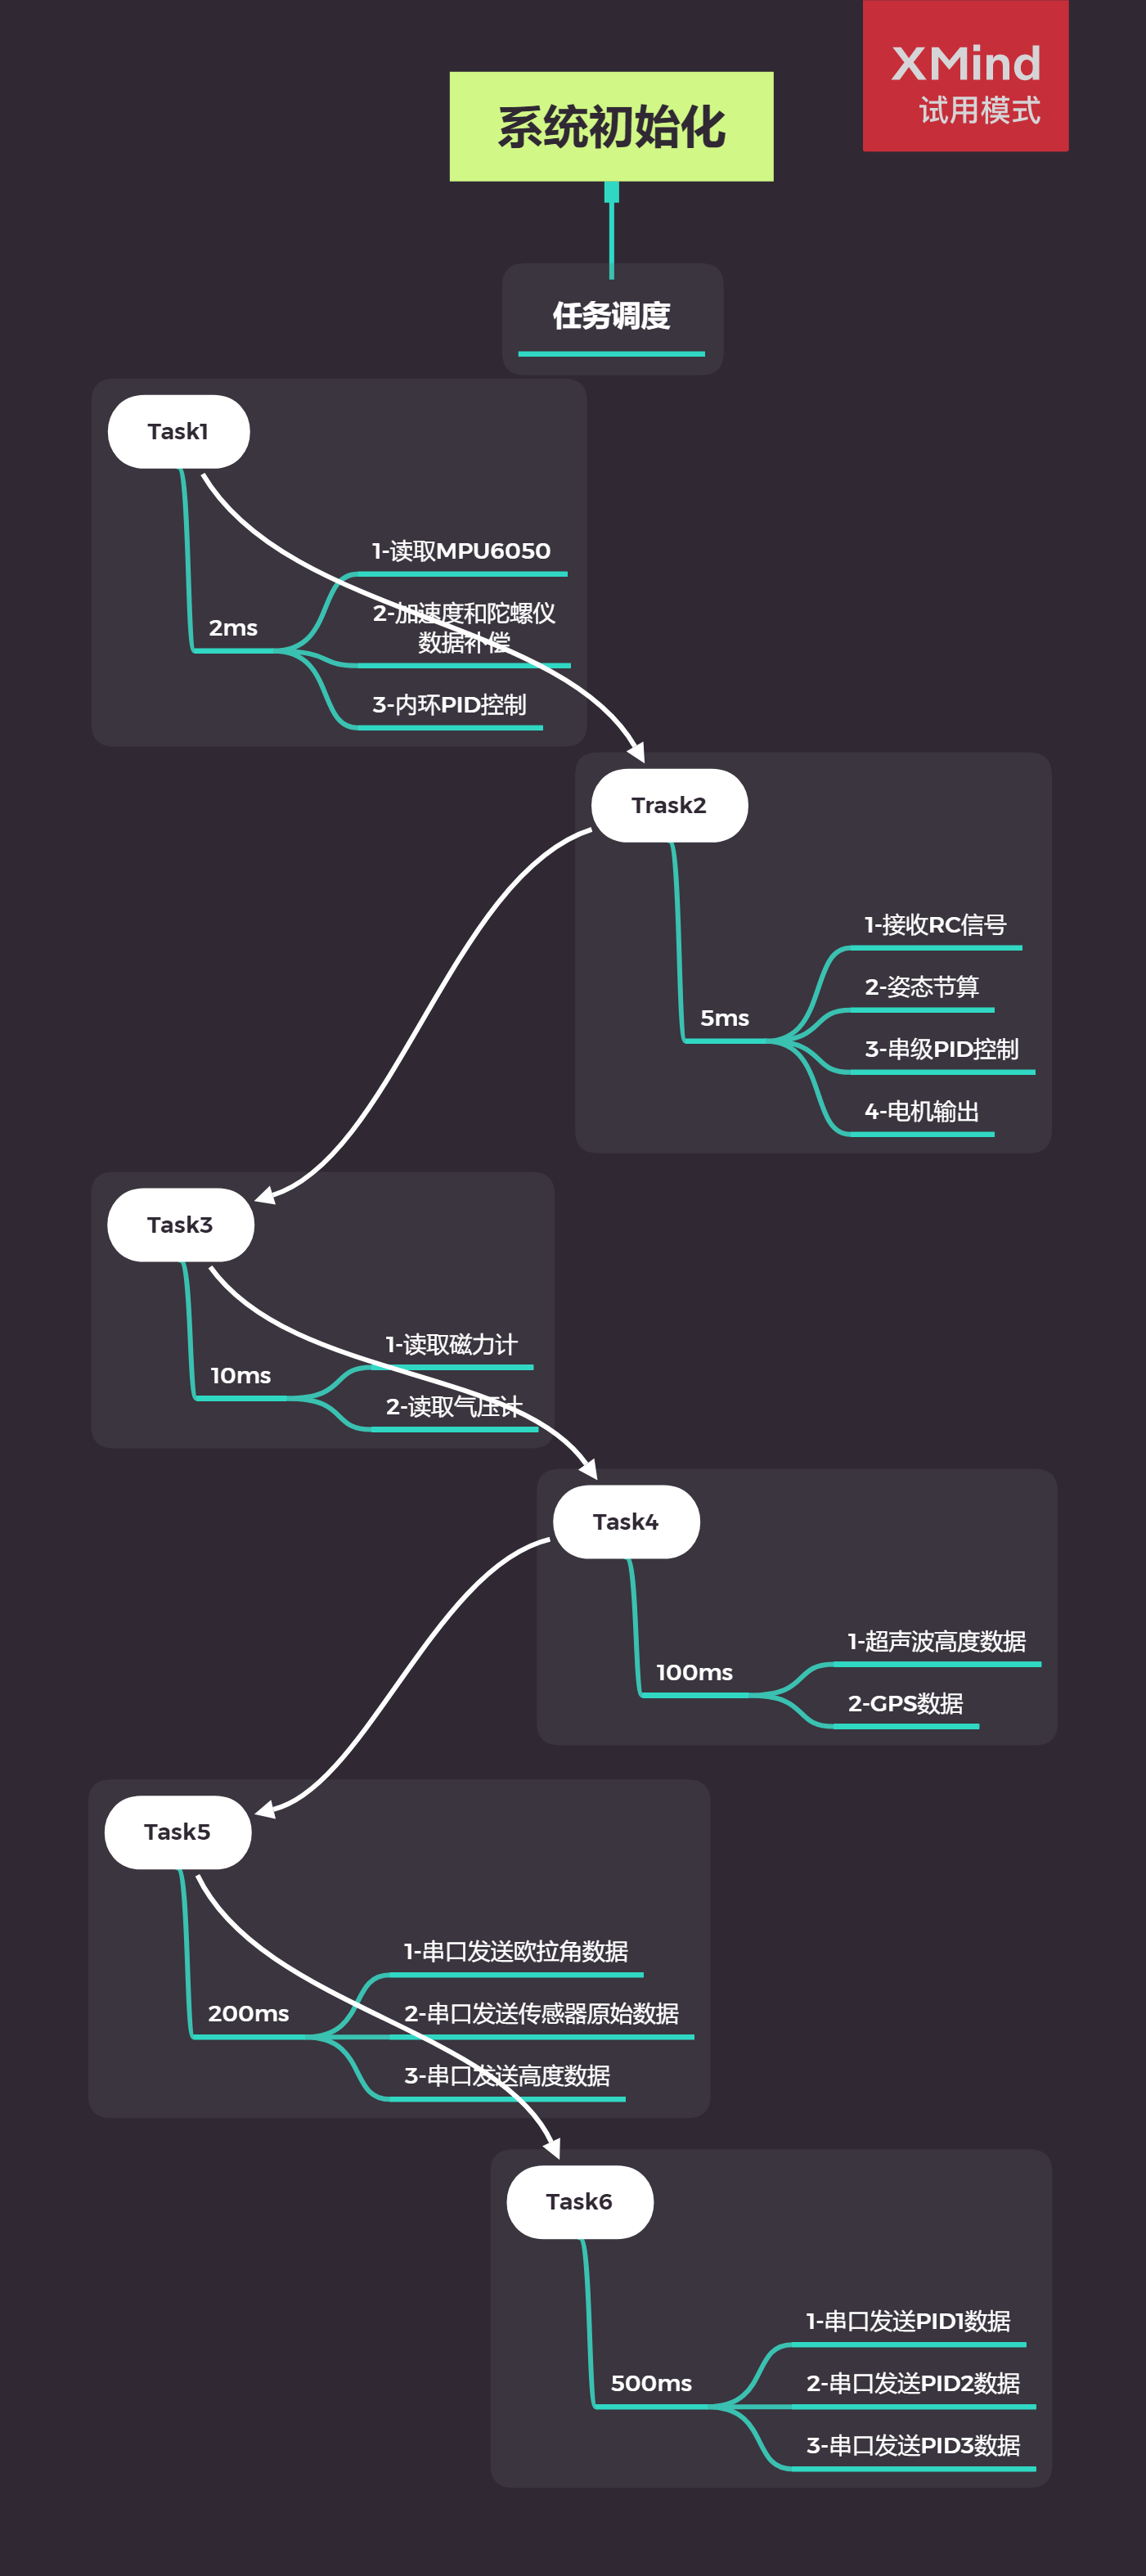 XMind
试用模式
系统初始化
任务调度
Task1
2ms
1-读取MPU6050
2-加速度和陀螺仪
数据补偿
3-内环PID控制
Trask2
5ms
1-接收RC信号
2-姿态节算
3-串级PID控制
4-电机输出
Task3
10ms
1-读取磁力计
2-读取气压计
Task4
100ms
1-超声波高度数据
2-GPS数据
Task5
200ms
1-串口发送欧拉角数据
2-串口发送传感器原始数据
3-串口发送高度数据
Task6
500ms
1-串口发送PID1数据
2-串口发送PID2数据
3-串口发送PID3数据